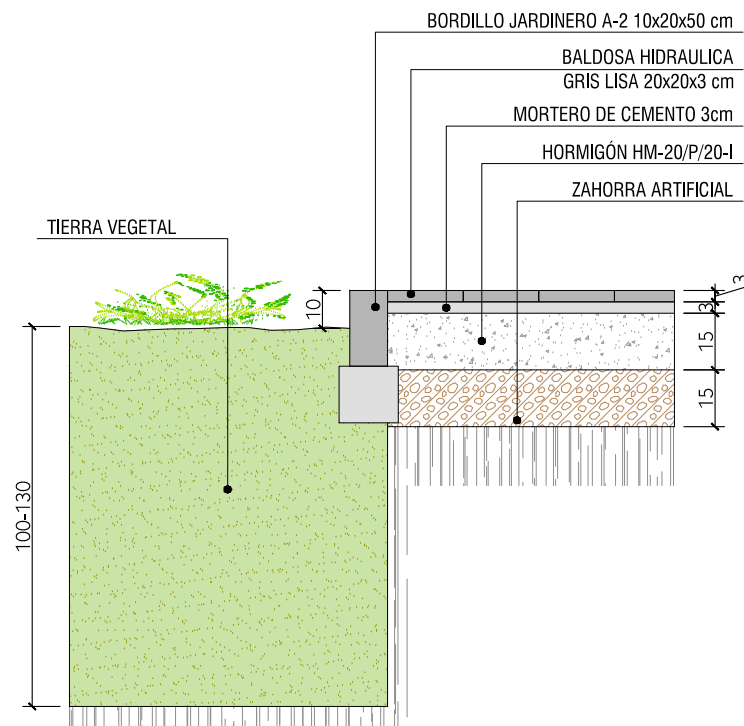 BORDILLO JARDINERO A-2 10x20x50 cm
BALDOSA HIDRAULICA
GRIS LISA 20x20x3 cm
MORTERO DE CEMENTO 3cm
HORMIGÓN HM-20/P/20-I
ZAHORRA ARTIFICIAL
TIERRA VEGETAL
10
3
3
15
15
100-130